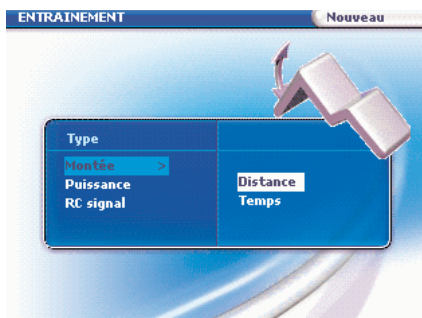 ENTRAINEMENT
Nouveau
Type
Montée >
Puissance
RC signal
Distance
Temps